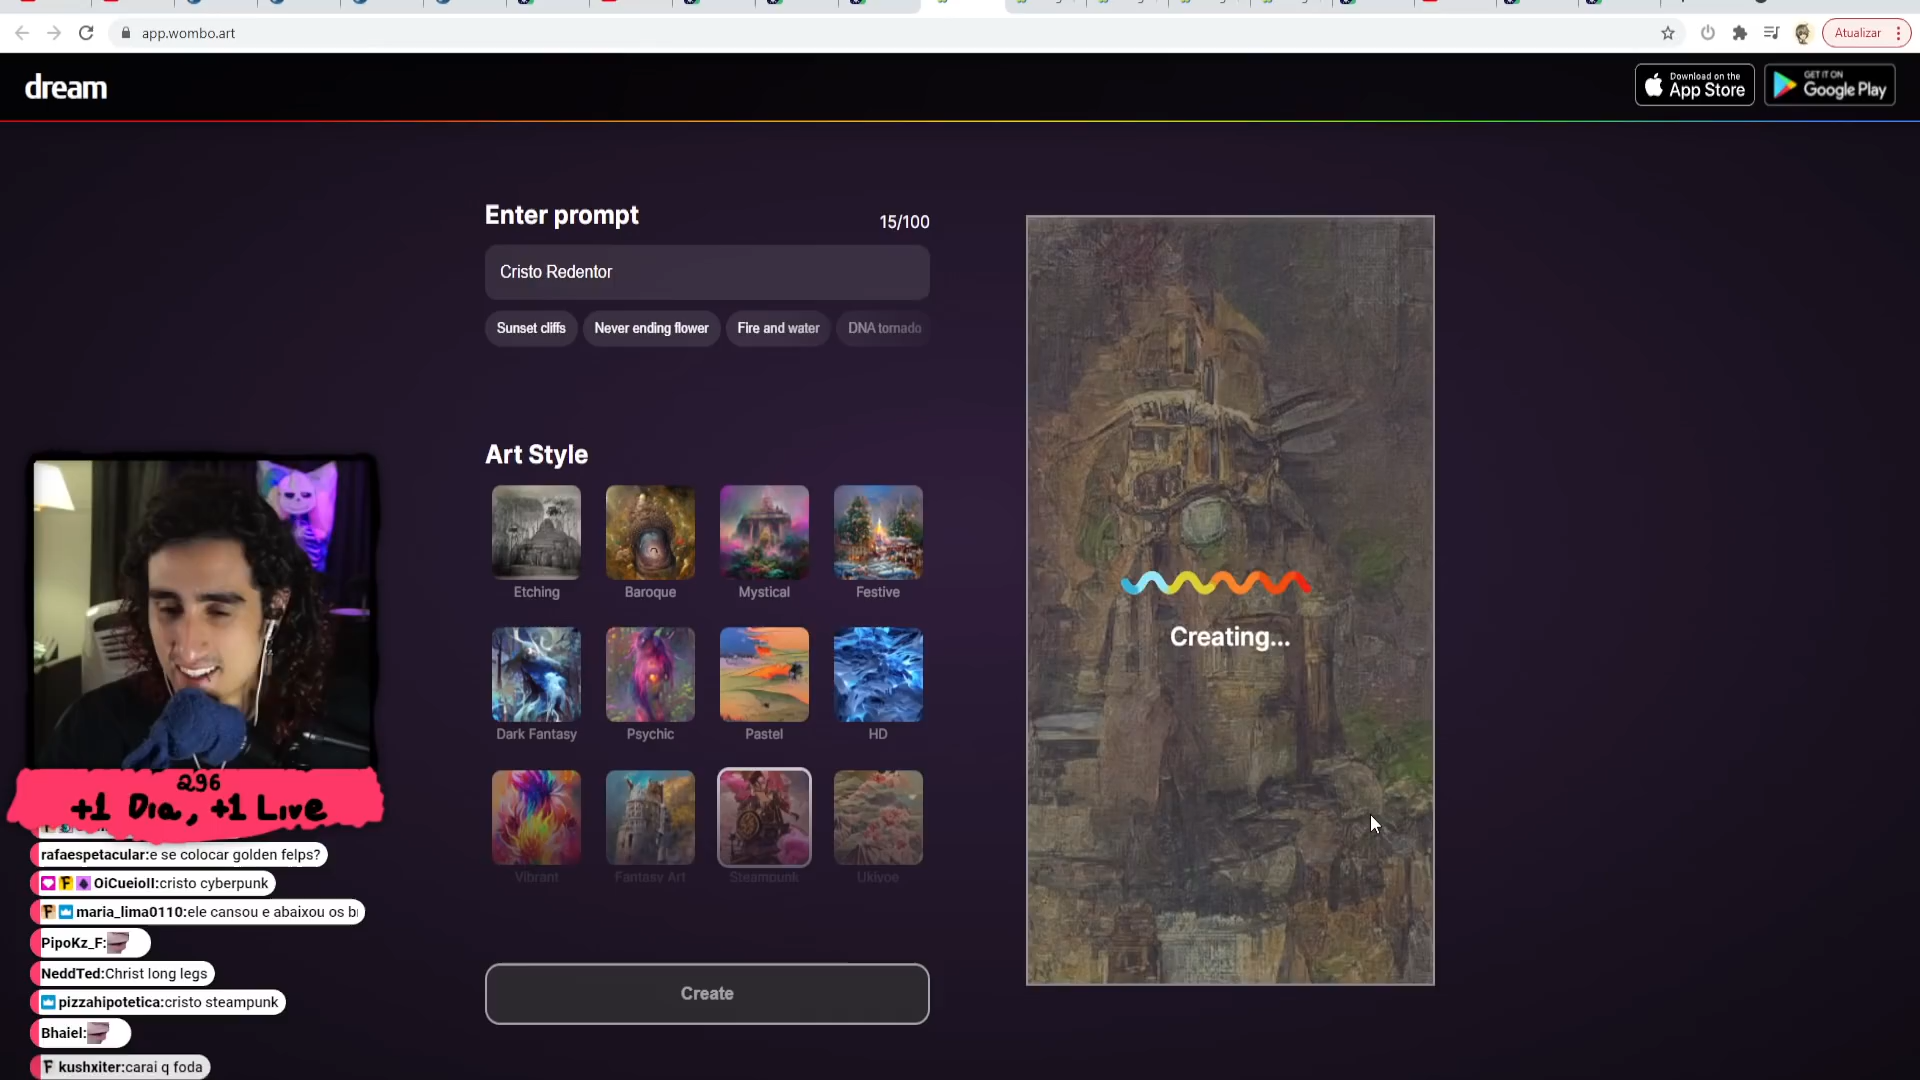 app.wombo.art
Atualizar
dream
Download on the
App Store
GET IT ON
Google Play
Enter prompt
15/100
Cristo Redentor
Sunset cliffs
Never ending flower
Fire and water
DNA tornado
Art Style
Etching
Baroque
Mystical
Festive
Dark Fantasy
Psychic
Pastel
HD
Vibrant
Fantasy Art
Steampunk
Ukiyoe
Create
Creating...
296
+1 Dia, +1 Live
rafaespetacular:e se colocar golden felps?
OiCueioII:cristo cyberpunk
maria_lima0110:ele cansou e abaixou os b
PipoKz_F:
NeddTed:Christ long legs
pizzahipotetica:cristo steampunk
Bhaiel:
kushxiter:carai q foda